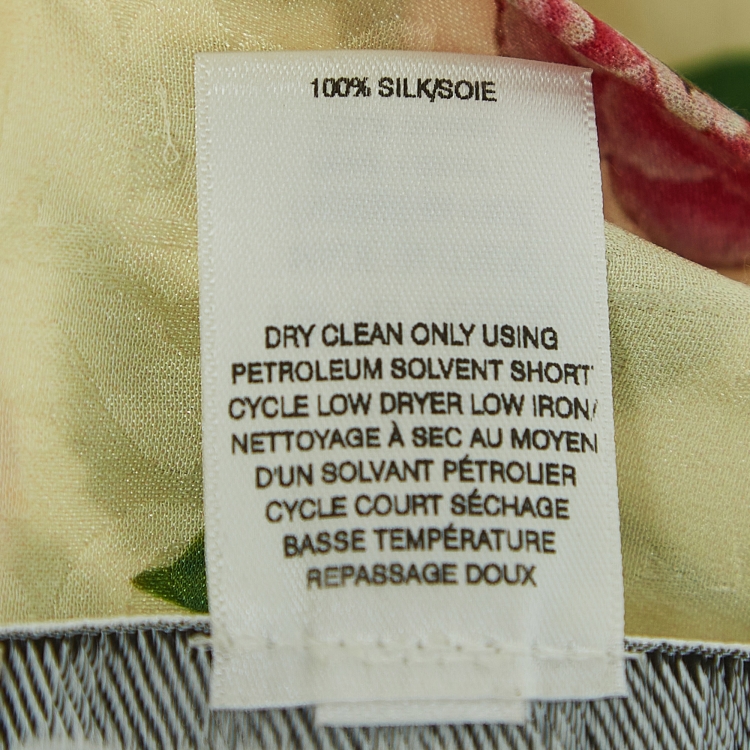 100% SILK/SOIE
DRY CLEAN ONLY USING
PETROLEUM SOLVENT SHORT
CYCLE LOW DRYER LOW IRON/
NETTOYAGE À SEC AU MOYEN
D'UN SOLVANT PÉTROLIER
CYCLE COURT SÉCHAGE
BASSE TEMPÉRATURE
REPASSAGE DOUX